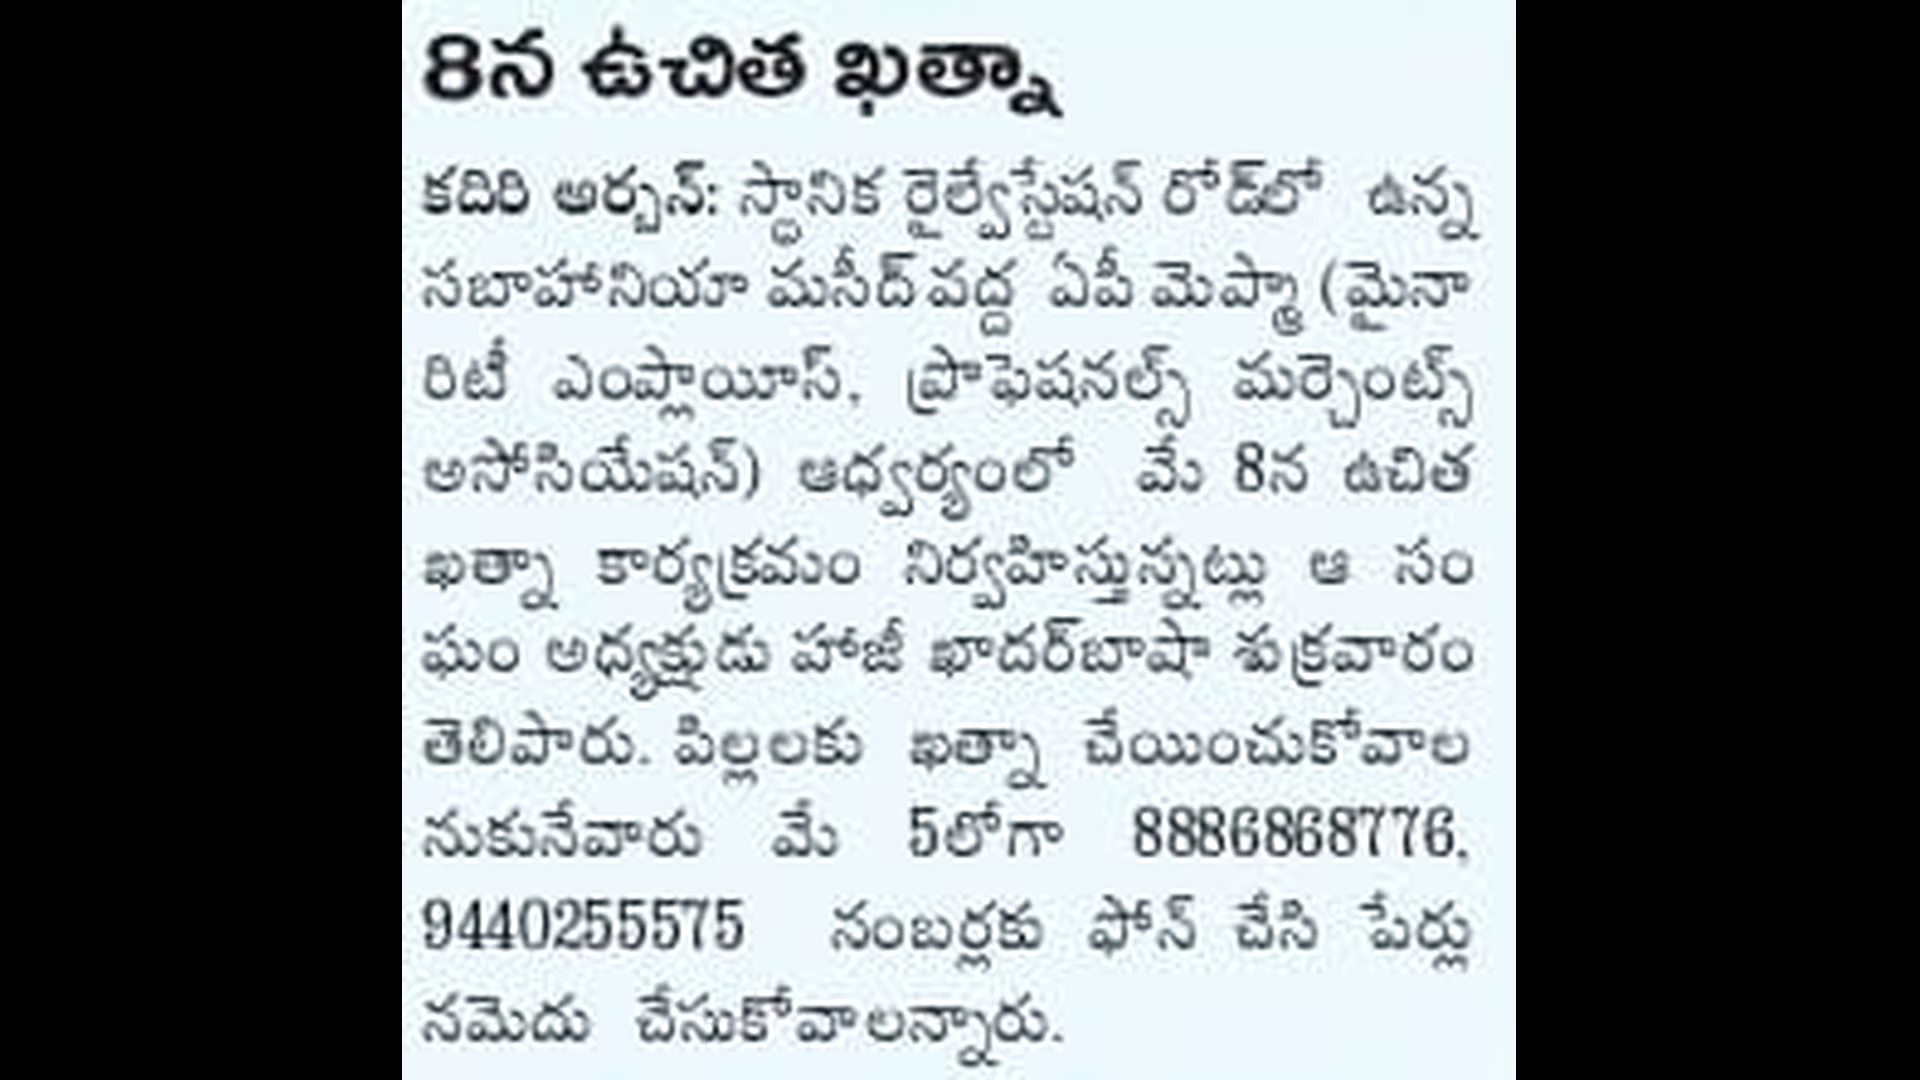 8న ఉచిత ఖత్నా
కదిరి అర్బన్: స్థానిక రైల్వేస్టేషన్ రోడ్‌లో ఉన్న
సబాహానియా మసీద్ వద్ద ఏపీ మెప్మా (మైనా
రిటీ ఎంప్లాయీస్, ప్రొఫెషనల్స్ మర్చెంట్స్
అసోసియేషన్) ఆధ్వర్యంలో మే 8న ఉచిత
ఖత్నా కార్యక్రమం నిర్వహిస్తున్నట్లు ఆ సం
ఘం అధ్యక్షుడు హాజీ ఖాదర్‌బాషా శుక్రవారం
తెలిపారు. పిల్లలకు ఖత్నా చేయించుకోవాల
నుకునేవారు మే 5లోగా 8886868776,
9440255575 నంబర్లకు ఫోన్ చేసి పేర్లు
నమెదు చేసుకోవాలన్నారు.